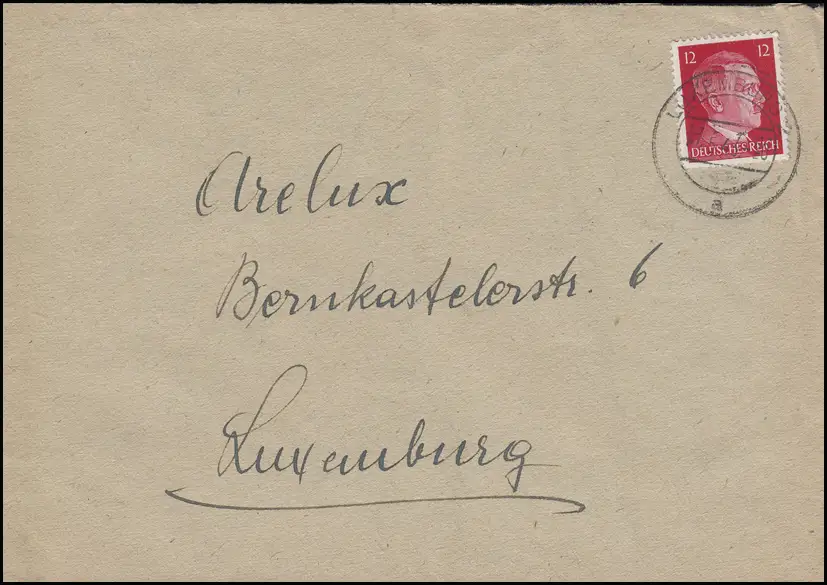 12 12
DEUTSCHES REICH
a
Arelux
Bernkastelerstr. 6
Luxemburg